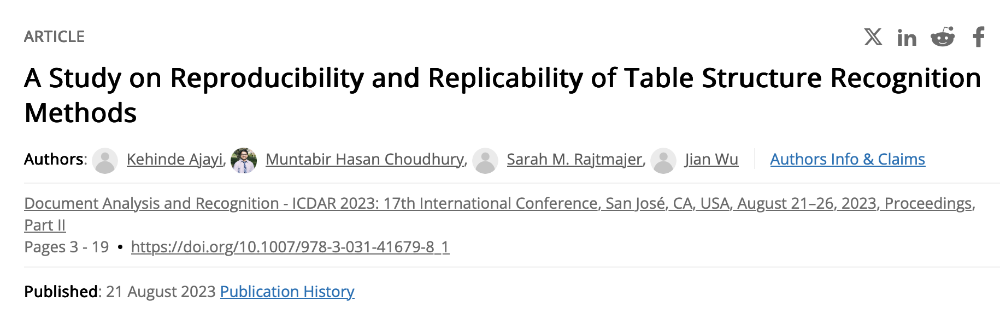 ARTICLE
A Study on Reproducibility and Replicability of Table Structure Recognition
Methods
Authors: Kehinde Ajayi, Muntabir Hasan Choudhury, Sarah M. Rajtmajer, Jian Wu Authors Info & Claims
Document Analysis and Recognition - ICDAR 2023: 17th International Conference, San José, CA, USA, August 21–26, 2023, Proceedings,
Part II
Pages 3 - 19 • https://doi.org/10.1007/978-3-031-41679-8_1
Published: 21 August 2023 Publication History